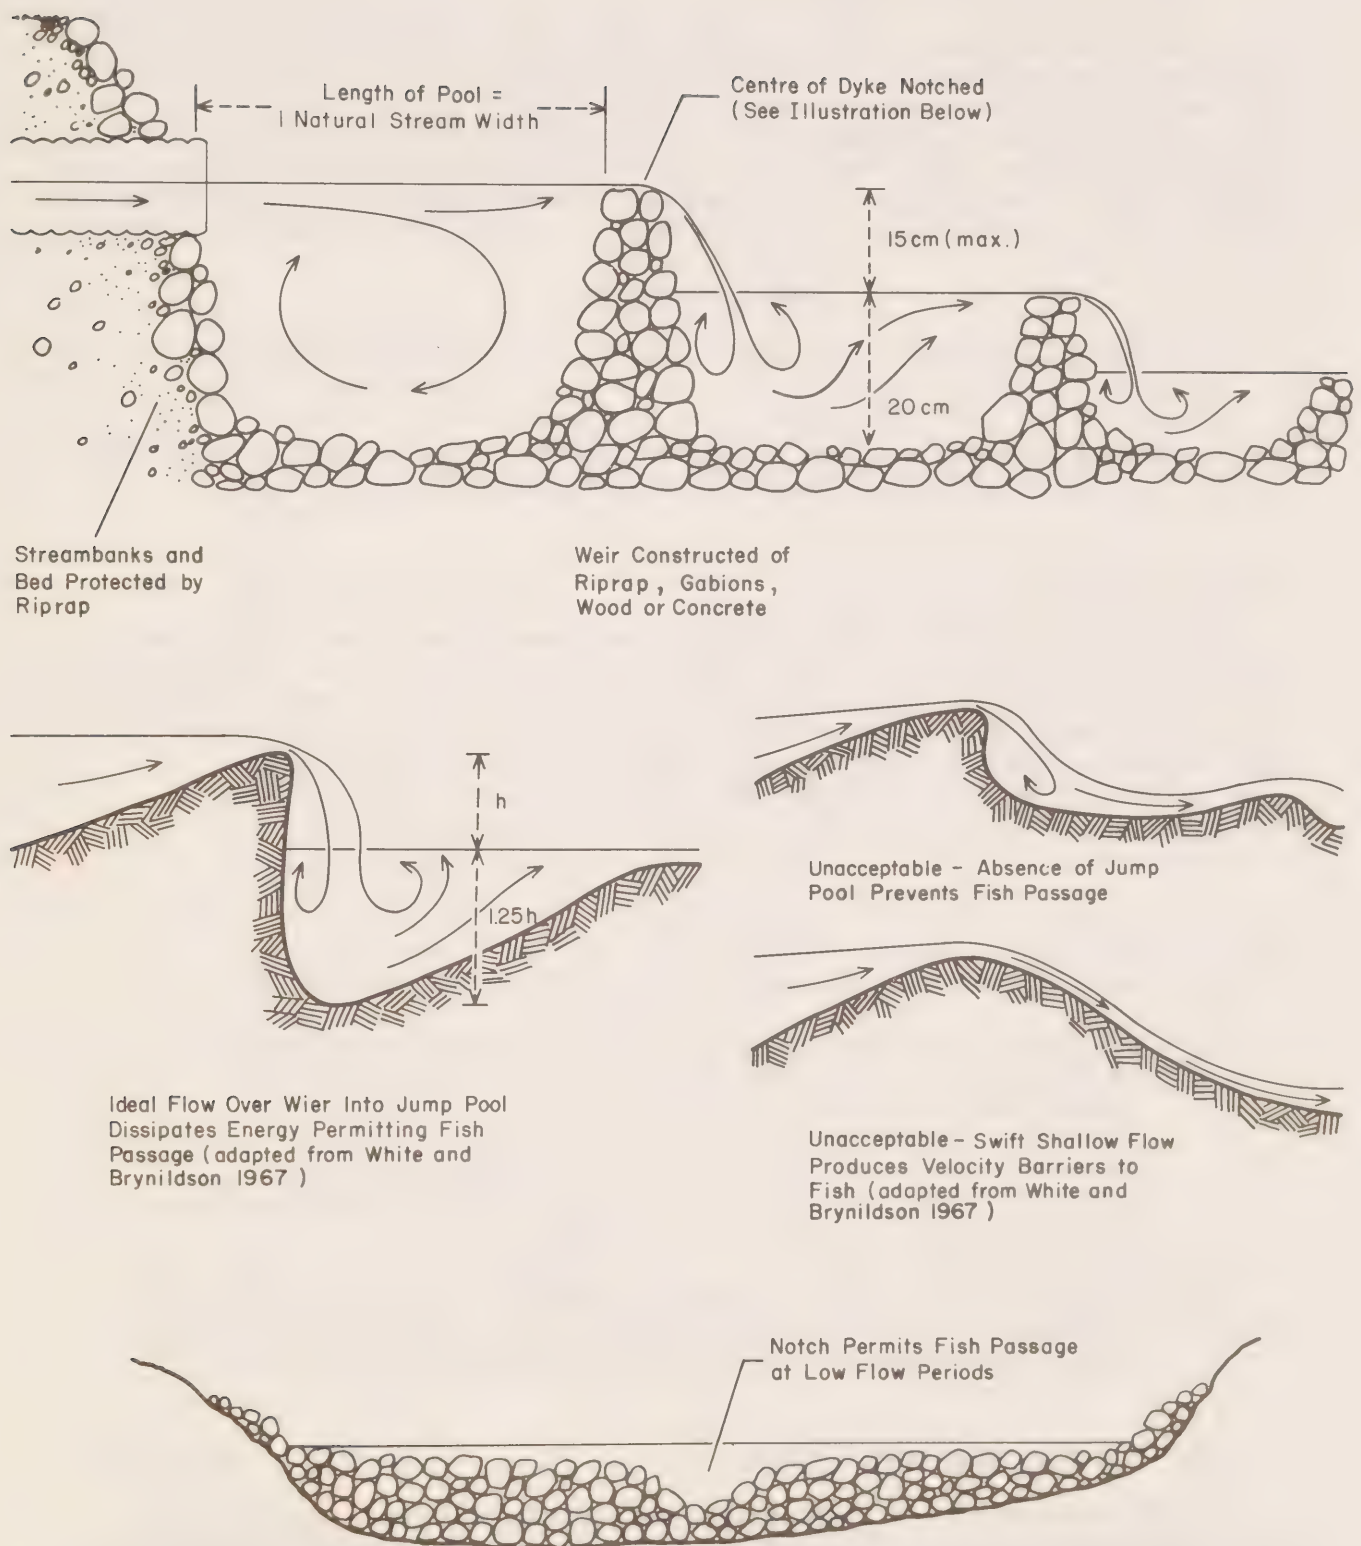 Length of Pool =
1 Natural Stream Width
Centre of Dyke Notched
(See Illustration Below)
15cm (max.)
20 cm
Streambanks and
Bed Protected by
Riprap
Weir Constructed of
Riprap, Gabions,
Wood or Concrete
h
1.25h
Ideal Flow Over Wier Into Jump Pool
Dissipates Energy Permitting Fish
Passage (adapted from White and
Brynildson 1967)
Unacceptable - Absence of Jump
Pool Prevents Fish Passage
Unacceptable - Swift Shallow Flow
Produces Velocity Barriers to
Fish (adapted from White and
Brynildson 1967)
Notch Permits Fish Passage
at Low Flow Periods